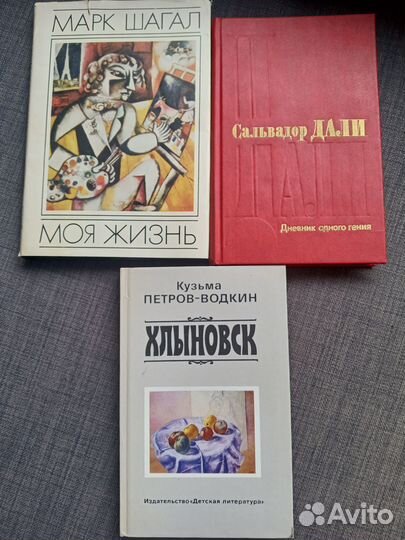 МАРК ШАГАЛ
МОЯ ЖИЗНЬ
Сальвадор ДАЛИ
ДАЛИ
Дневник одного гения
Кузьма
ПЕТРОВ-ВОДКИН
ХЛЫНОВСК
Издательство «Детская литература»
Avito